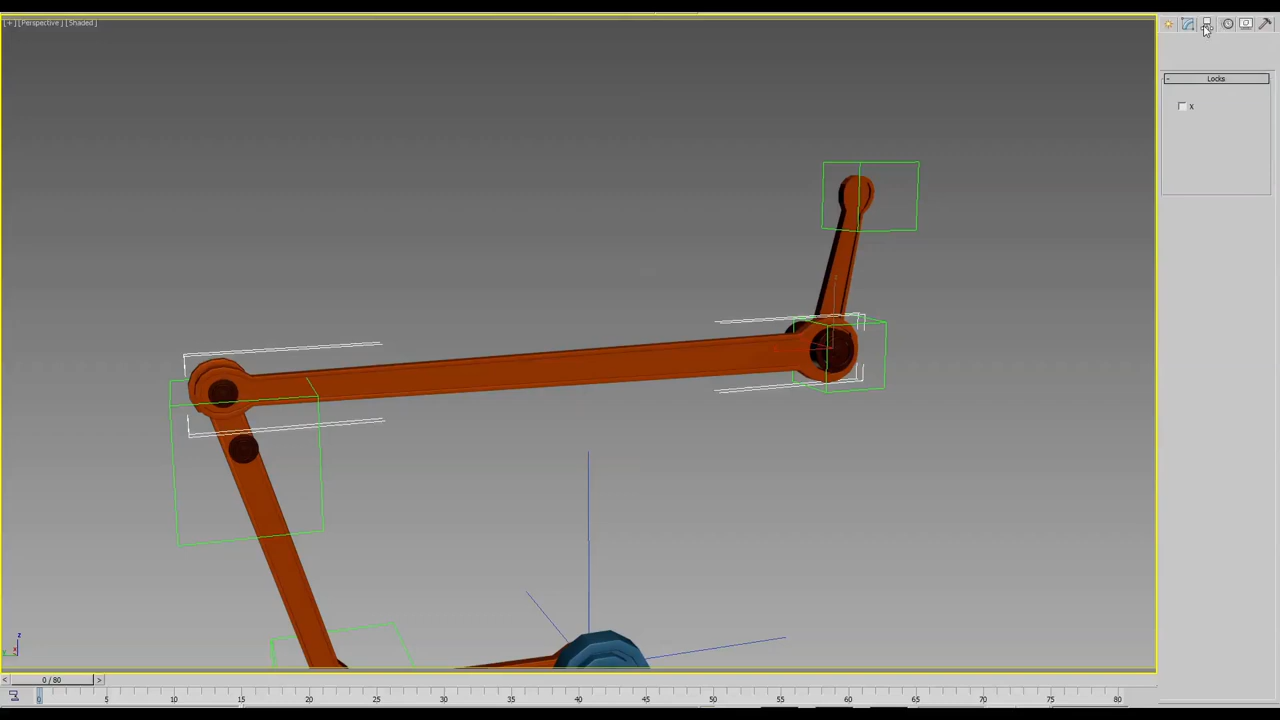 [+] [Perspective] [Shaded]
- Locks
X
z
y x
< 0 / 80 >
0 5 10 15 20 25 30 35 40 45 50 55 60 65 70 75 80